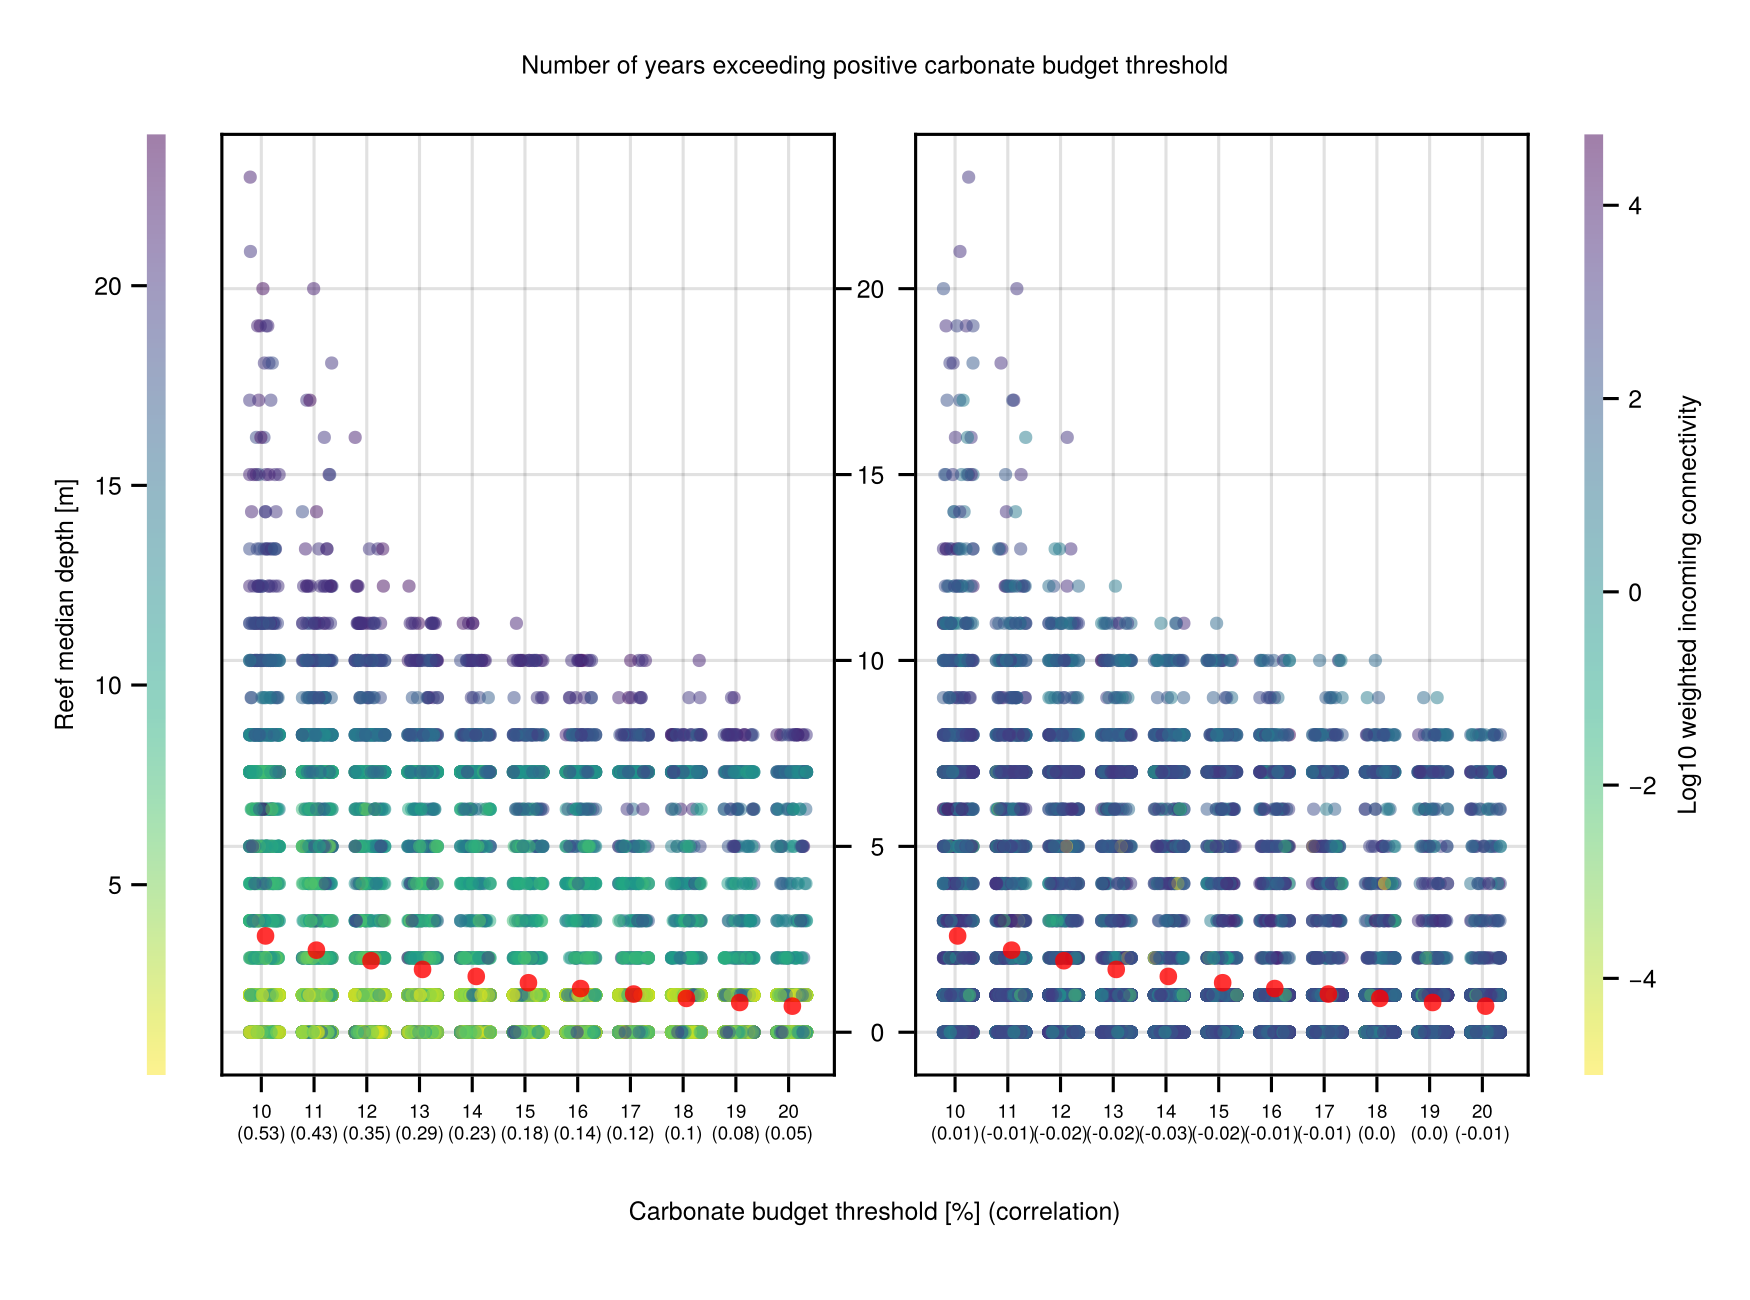 Number of years exceeding positive carbonate budget threshold
Reef median depth [m]
20
15
10
5
20
15
10
5
0
4
2
0
−2
−4
Log10 weighted incoming connectivity
10 11 12 13 14 15 16 17 18 19 20
(0.53) (0.43) (0.35) (0.29) (0.23) (0.18) (0.14) (0.12) (0.1) (0.08) (0.05)
10 11 12 13 14 15 16 17 18 19 20
(0.01) (-0.01) (-0.02) (-0.02) (-0.03) (-0.02) (-0.01) (-0.01) (0.0) (0.0) (-0.01)
Carbonate budget threshold [%] (correlation)